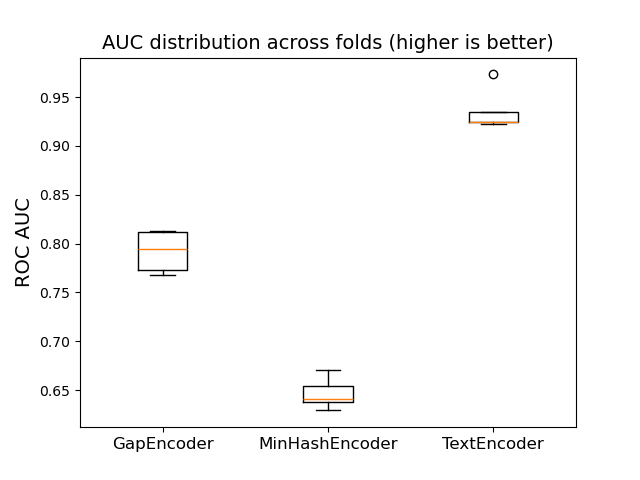 AUC distribution across folds (higher is better)
ROC AUC
0.95
0.90
0.85
0.80
0.75
0.70
0.65
GapEncoder
MinHashEncoder
TextEncoder